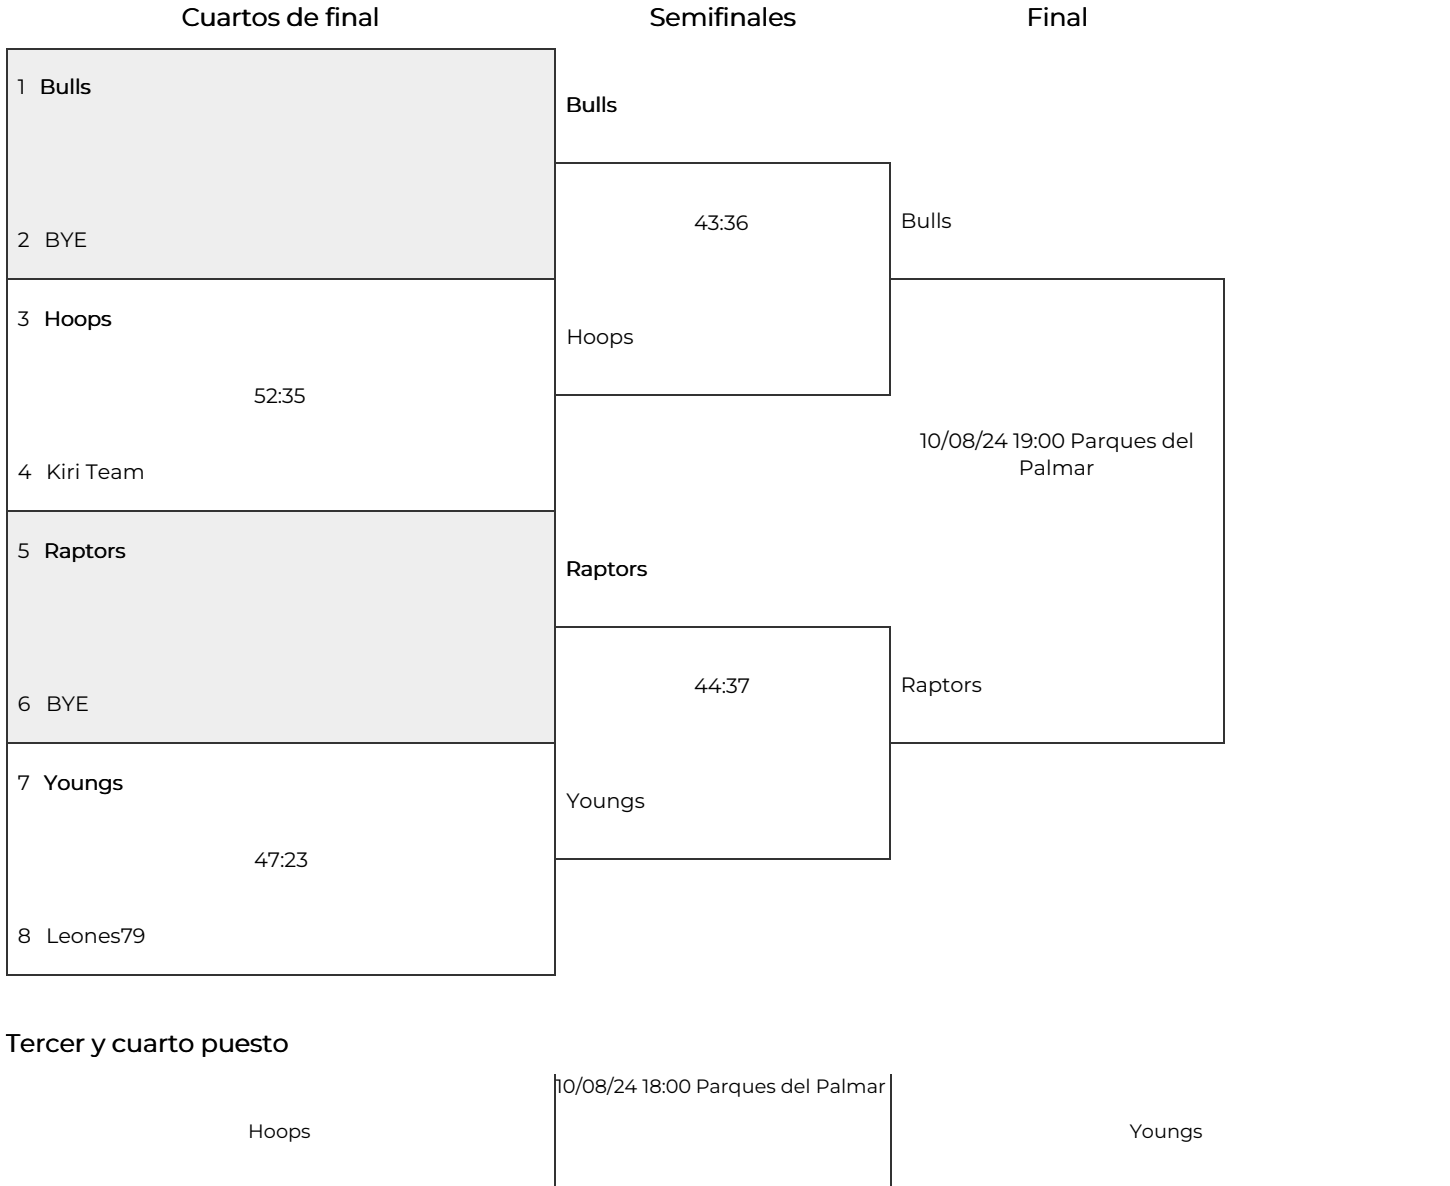 Cuartos de final
Semifinales
Final
1 Bulls
2 BYE
3 Hoops
52:35
4 Kiri Team
5 Raptors
6 BYE
7 Youngs
47:23
8 Leones79
Bulls
43:36
Hoops
Raptors
44:37
Youngs
Bulls
10/08/24 19:00 Parques del
Palmar
Raptors
Tercer y cuarto puesto
Hoops
10/08/24 18:00 Parques del Palmar
Youngs